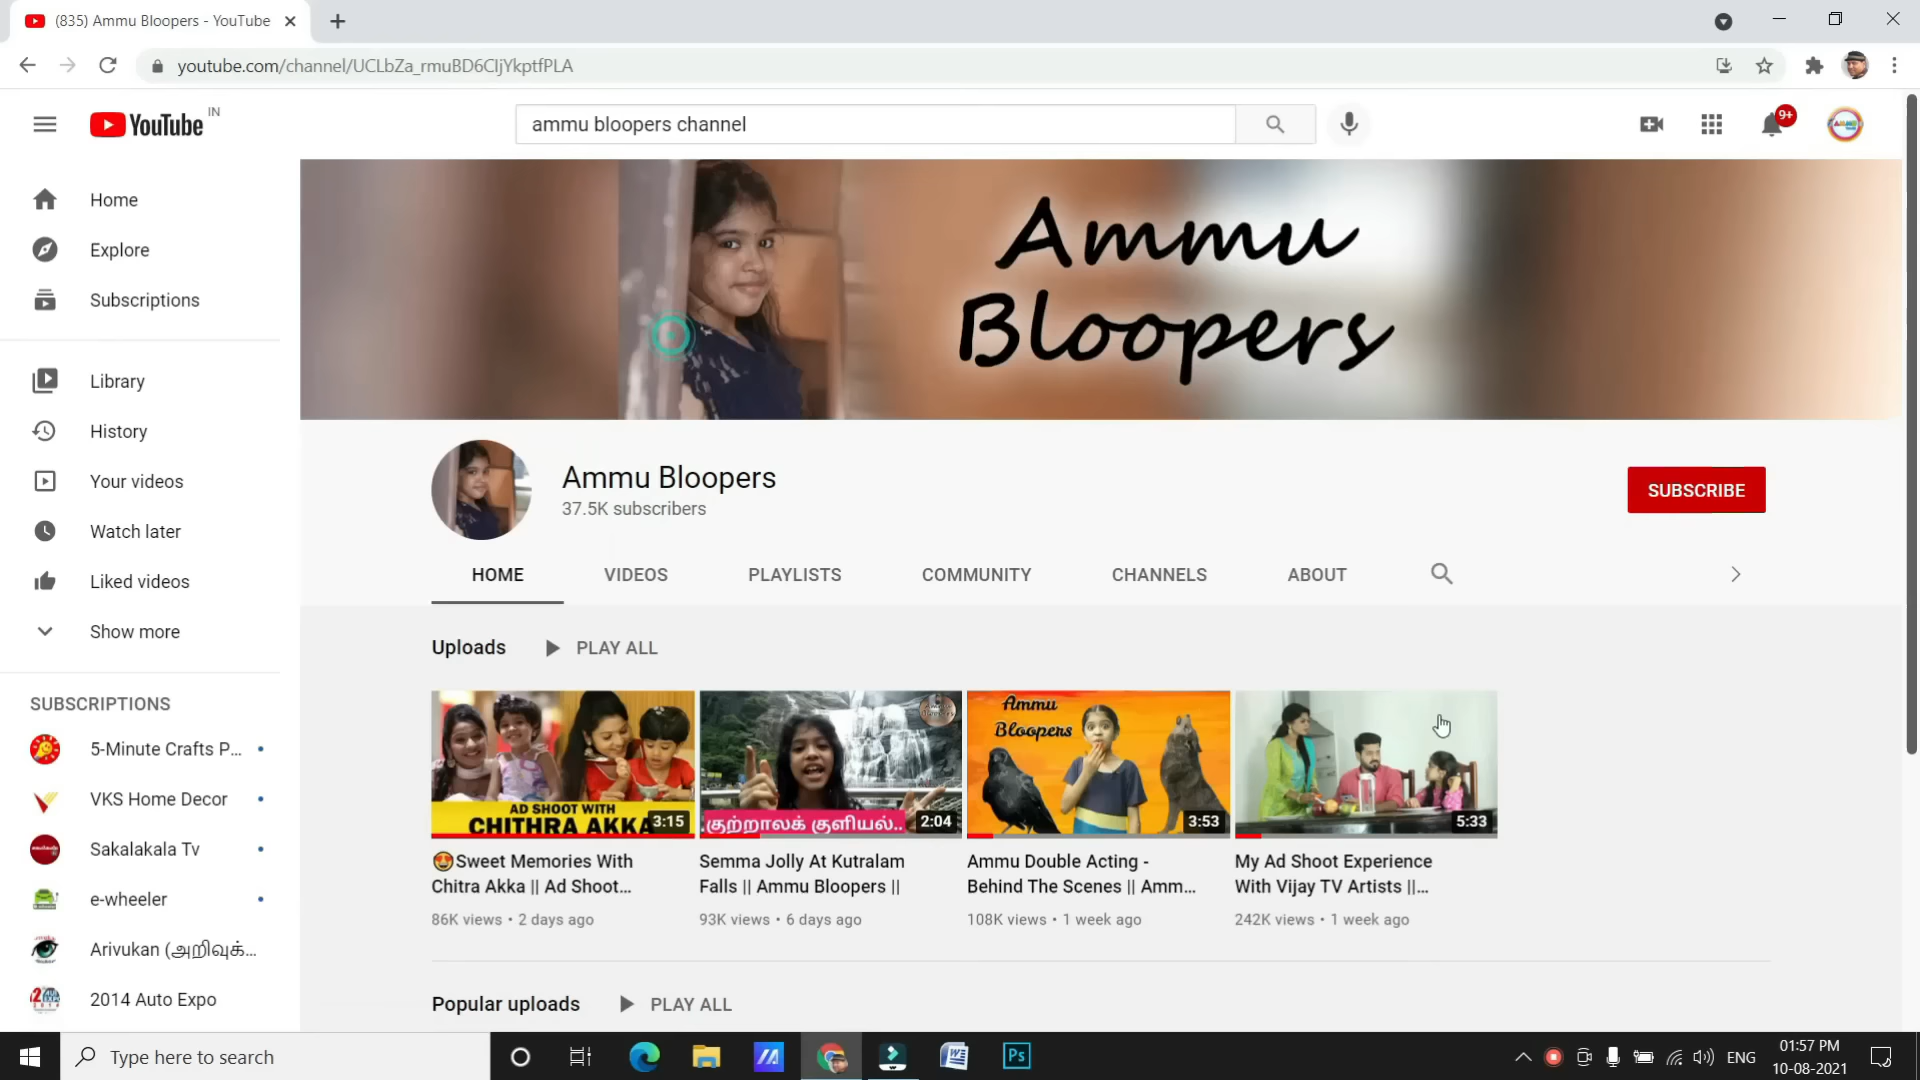 (835) Ammu Bloopers - YouTube
youtube.com/channel/UCLbZa_rmuBD6CIjYkptfPLA
YouTube IN
ammu bloopers channel
9+
Home
Explore
Subscriptions
Library
History
Your videos
Watch later
Liked videos
Show more
SUBSCRIPTIONS
5-Minute Crafts P...
VKS Home Decor
Sakalakala Tv
e-wheeler
Arivukan (அறிவுக்...
2014 Auto Expo
Ammu
Bloopers
Ammu Bloopers
37.5K subscribers
SUBSCRIBE
HOME
VIDEOS
PLAYLISTS
COMMUNITY
CHANNELS
ABOUT
Uploads
PLAY ALL
AD SHOOT WITH
CHITHRA AKKA
3:15
😍Sweet Memories With
Chitra Akka || Ad Shoot...
86K views • 2 days ago
குற்றாலக் குளியல்..
2:04
Semma Jolly At Kutralam
Falls || Ammu Bloopers ||
93K views • 6 days ago
Ammu
Bloopers
3:53
Ammu Double Acting -
Behind The Scenes || Amm...
108K views • 1 week ago
5:33
My Ad Shoot Experience
With Vijay TV Artists ||...
242K views • 1 week ago
Popular uploads
PLAY ALL
Type here to search
Ps
ENG
01:57 PM
10-08-2021